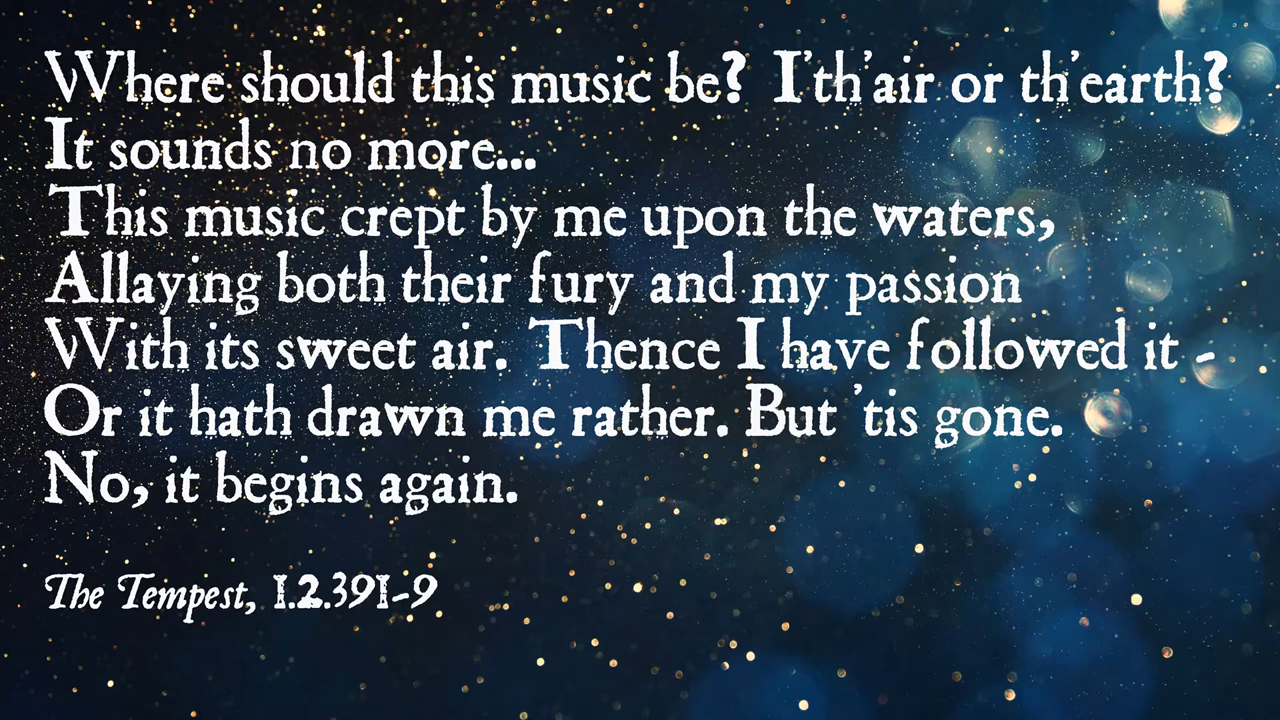 Where should this music be? I'th'air or th'earth?
It sounds no more...
This music crept by me upon the waters,
Allaying both their fury and my passion
With its sweet air. Thence I have followed it -
Or it hath drawn me rather. But 'tis gone.
No, it begins again.
The Tempest, 1.2.391-9